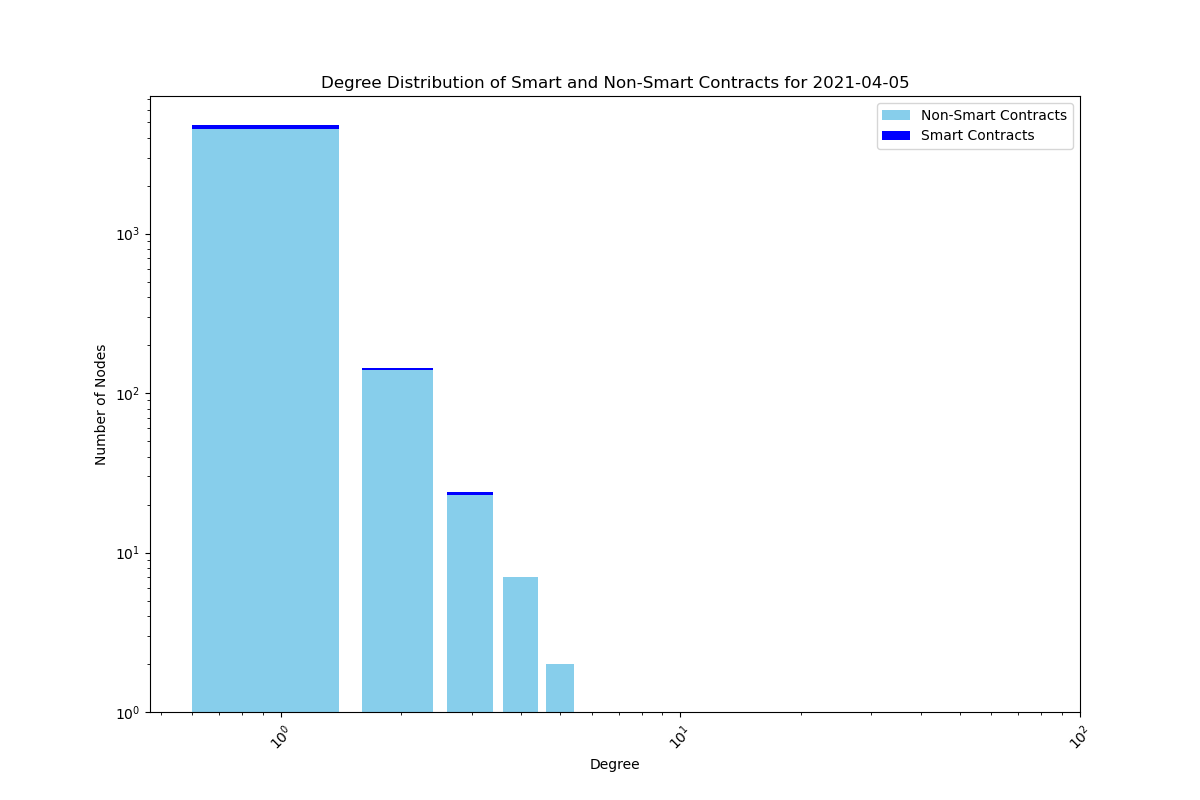 Degree Distribution of Smart and Non-Smart Contracts for 2021-04-05
Non-Smart Contracts
Smart Contracts
Number of Nodes
10³
10²
10¹
10⁰
10⁰
10¹
10²
Degree